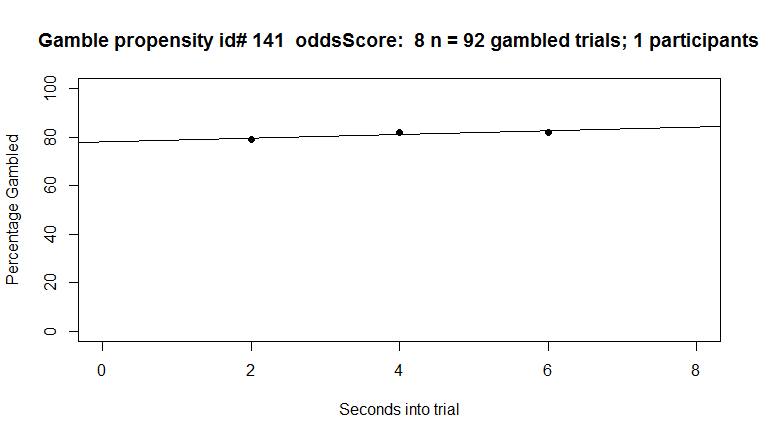 Gamble propensity id# 141  oddsScore:  8 n = 92 gambled trials; 1 participants
Percentage Gambled
100
80
60
40
20
0
0 2 4 6 8
Seconds into trial